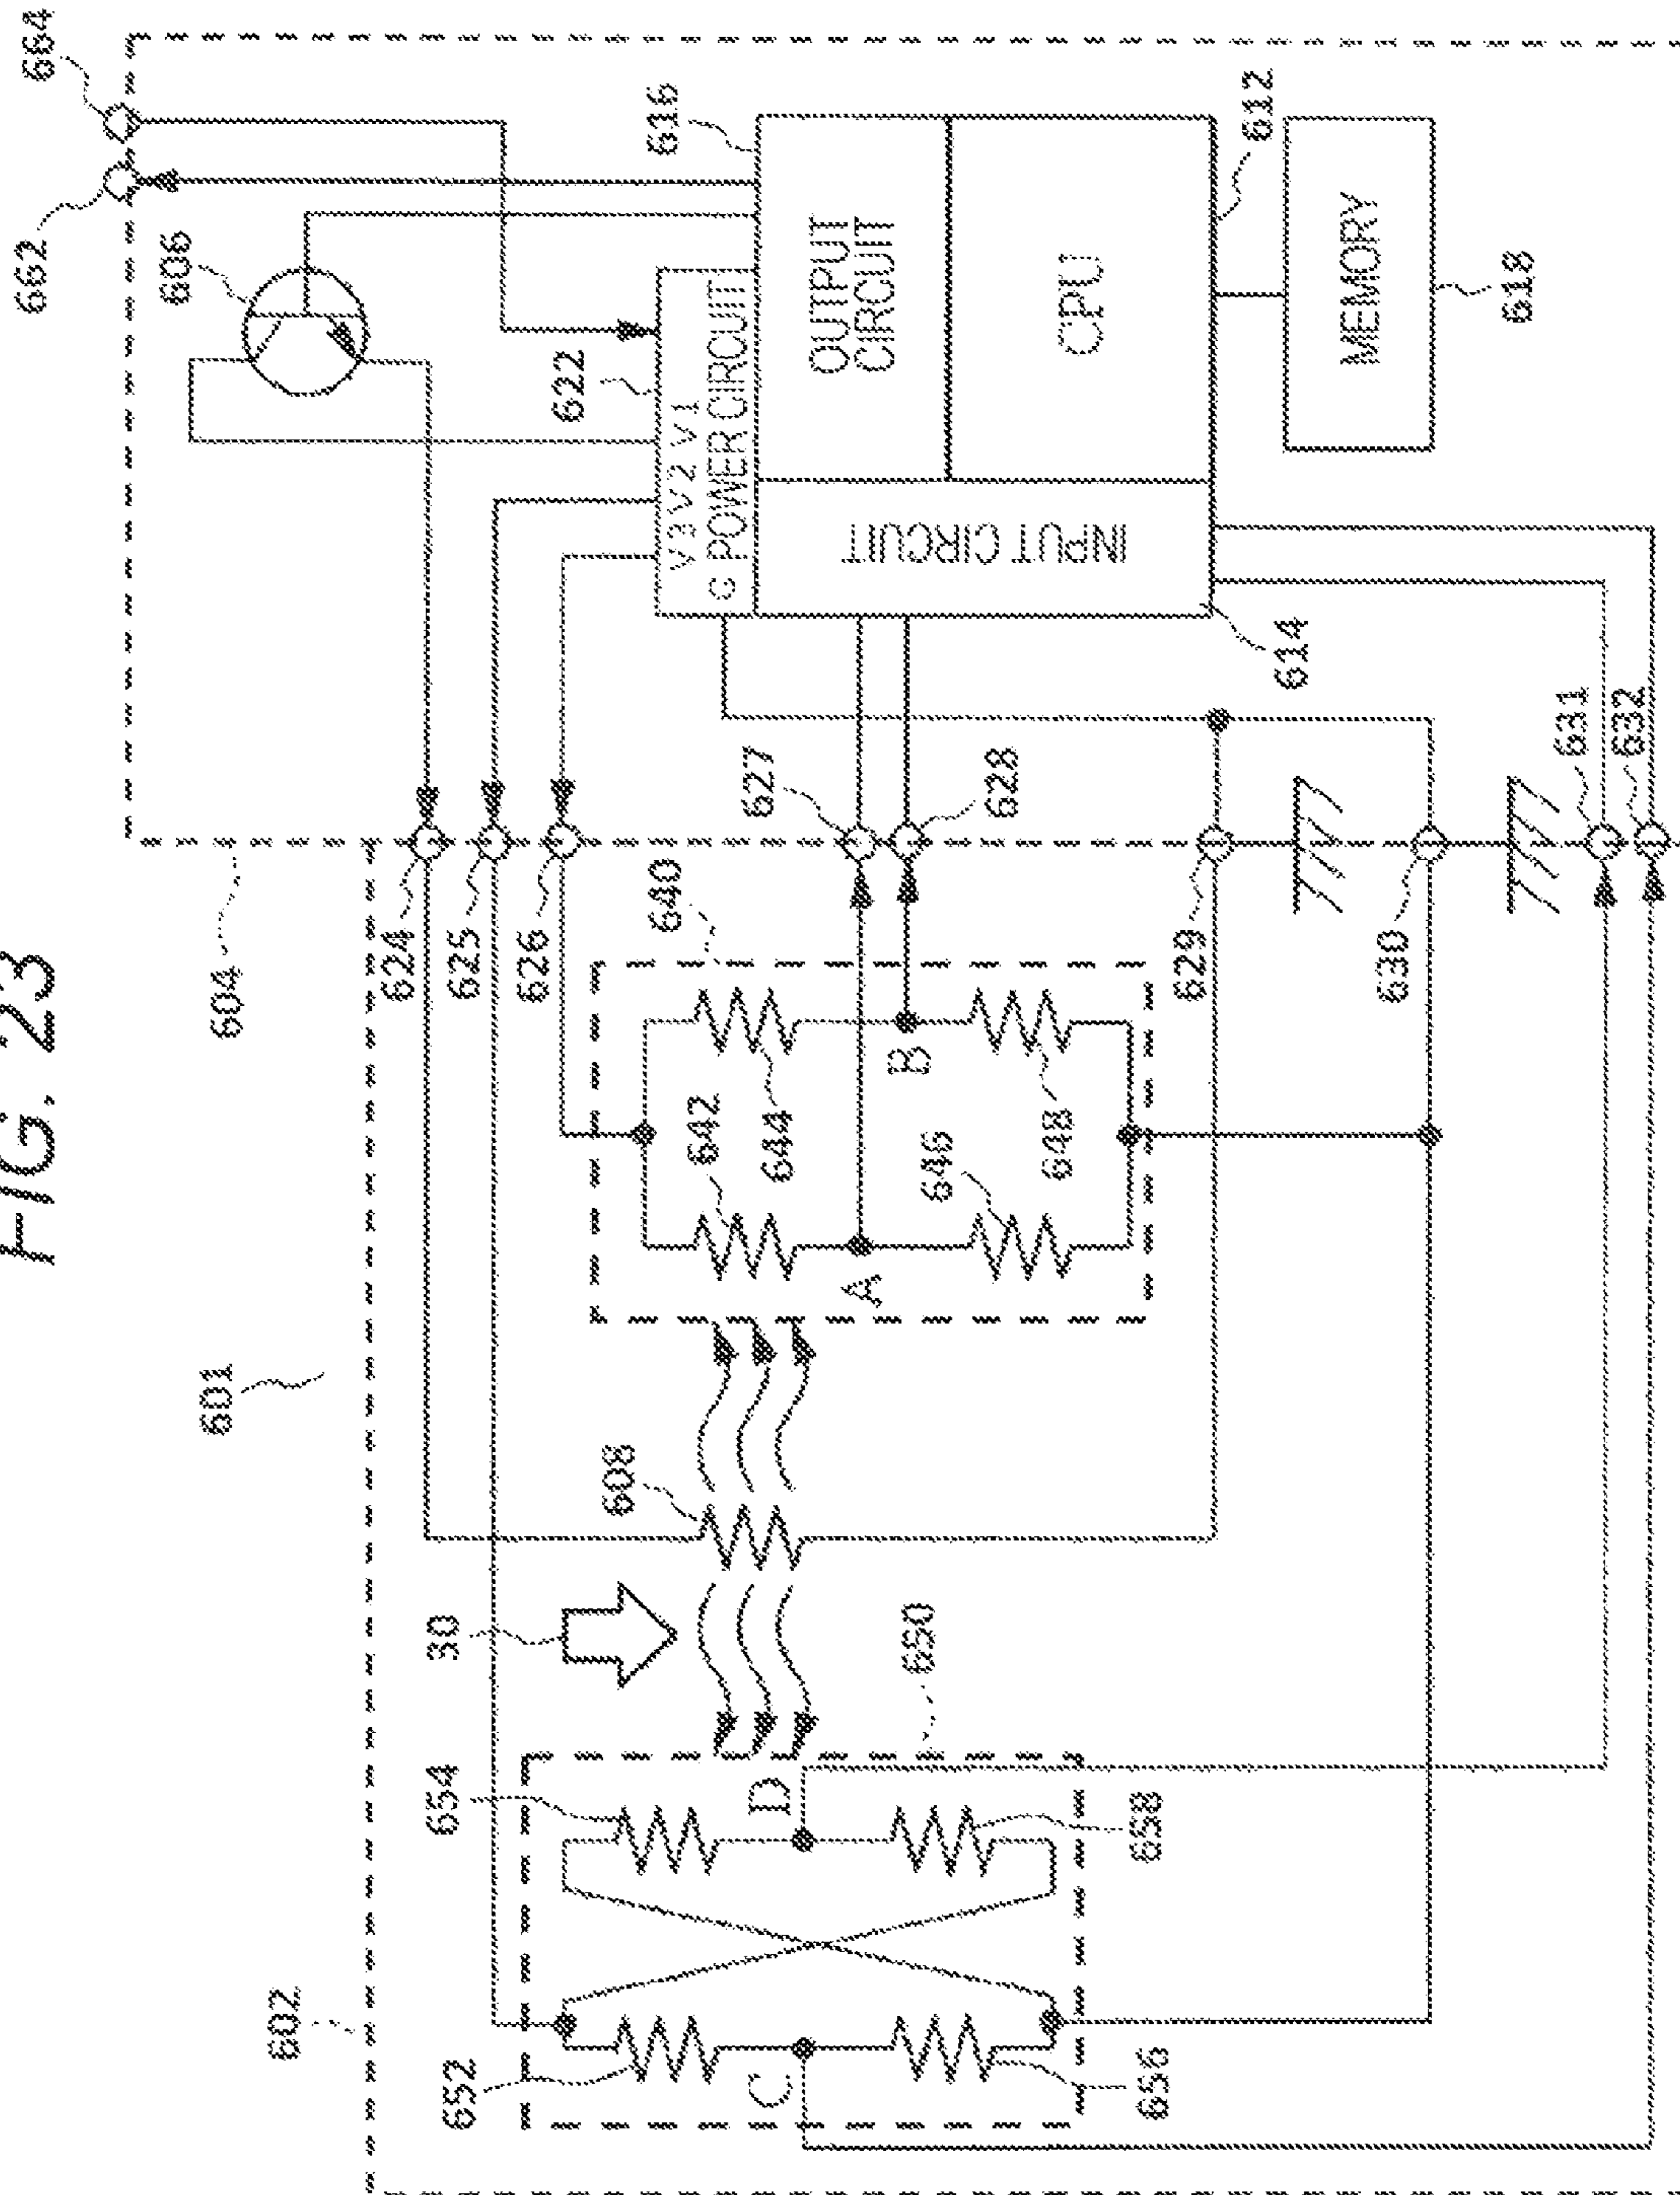 FIG. 23
664
662
606
604
601
602
616
622
V3 V2 V1
G POWER CIRCUIT
OUTPUT
CIRCUIT
CPU
INPUT CIRCUIT
612
MEMORY
618
614
624
625
626
627
628
629
630
631
632
640
642
644
646
648
A
B
608
30
650
652
654
656
658
C
D